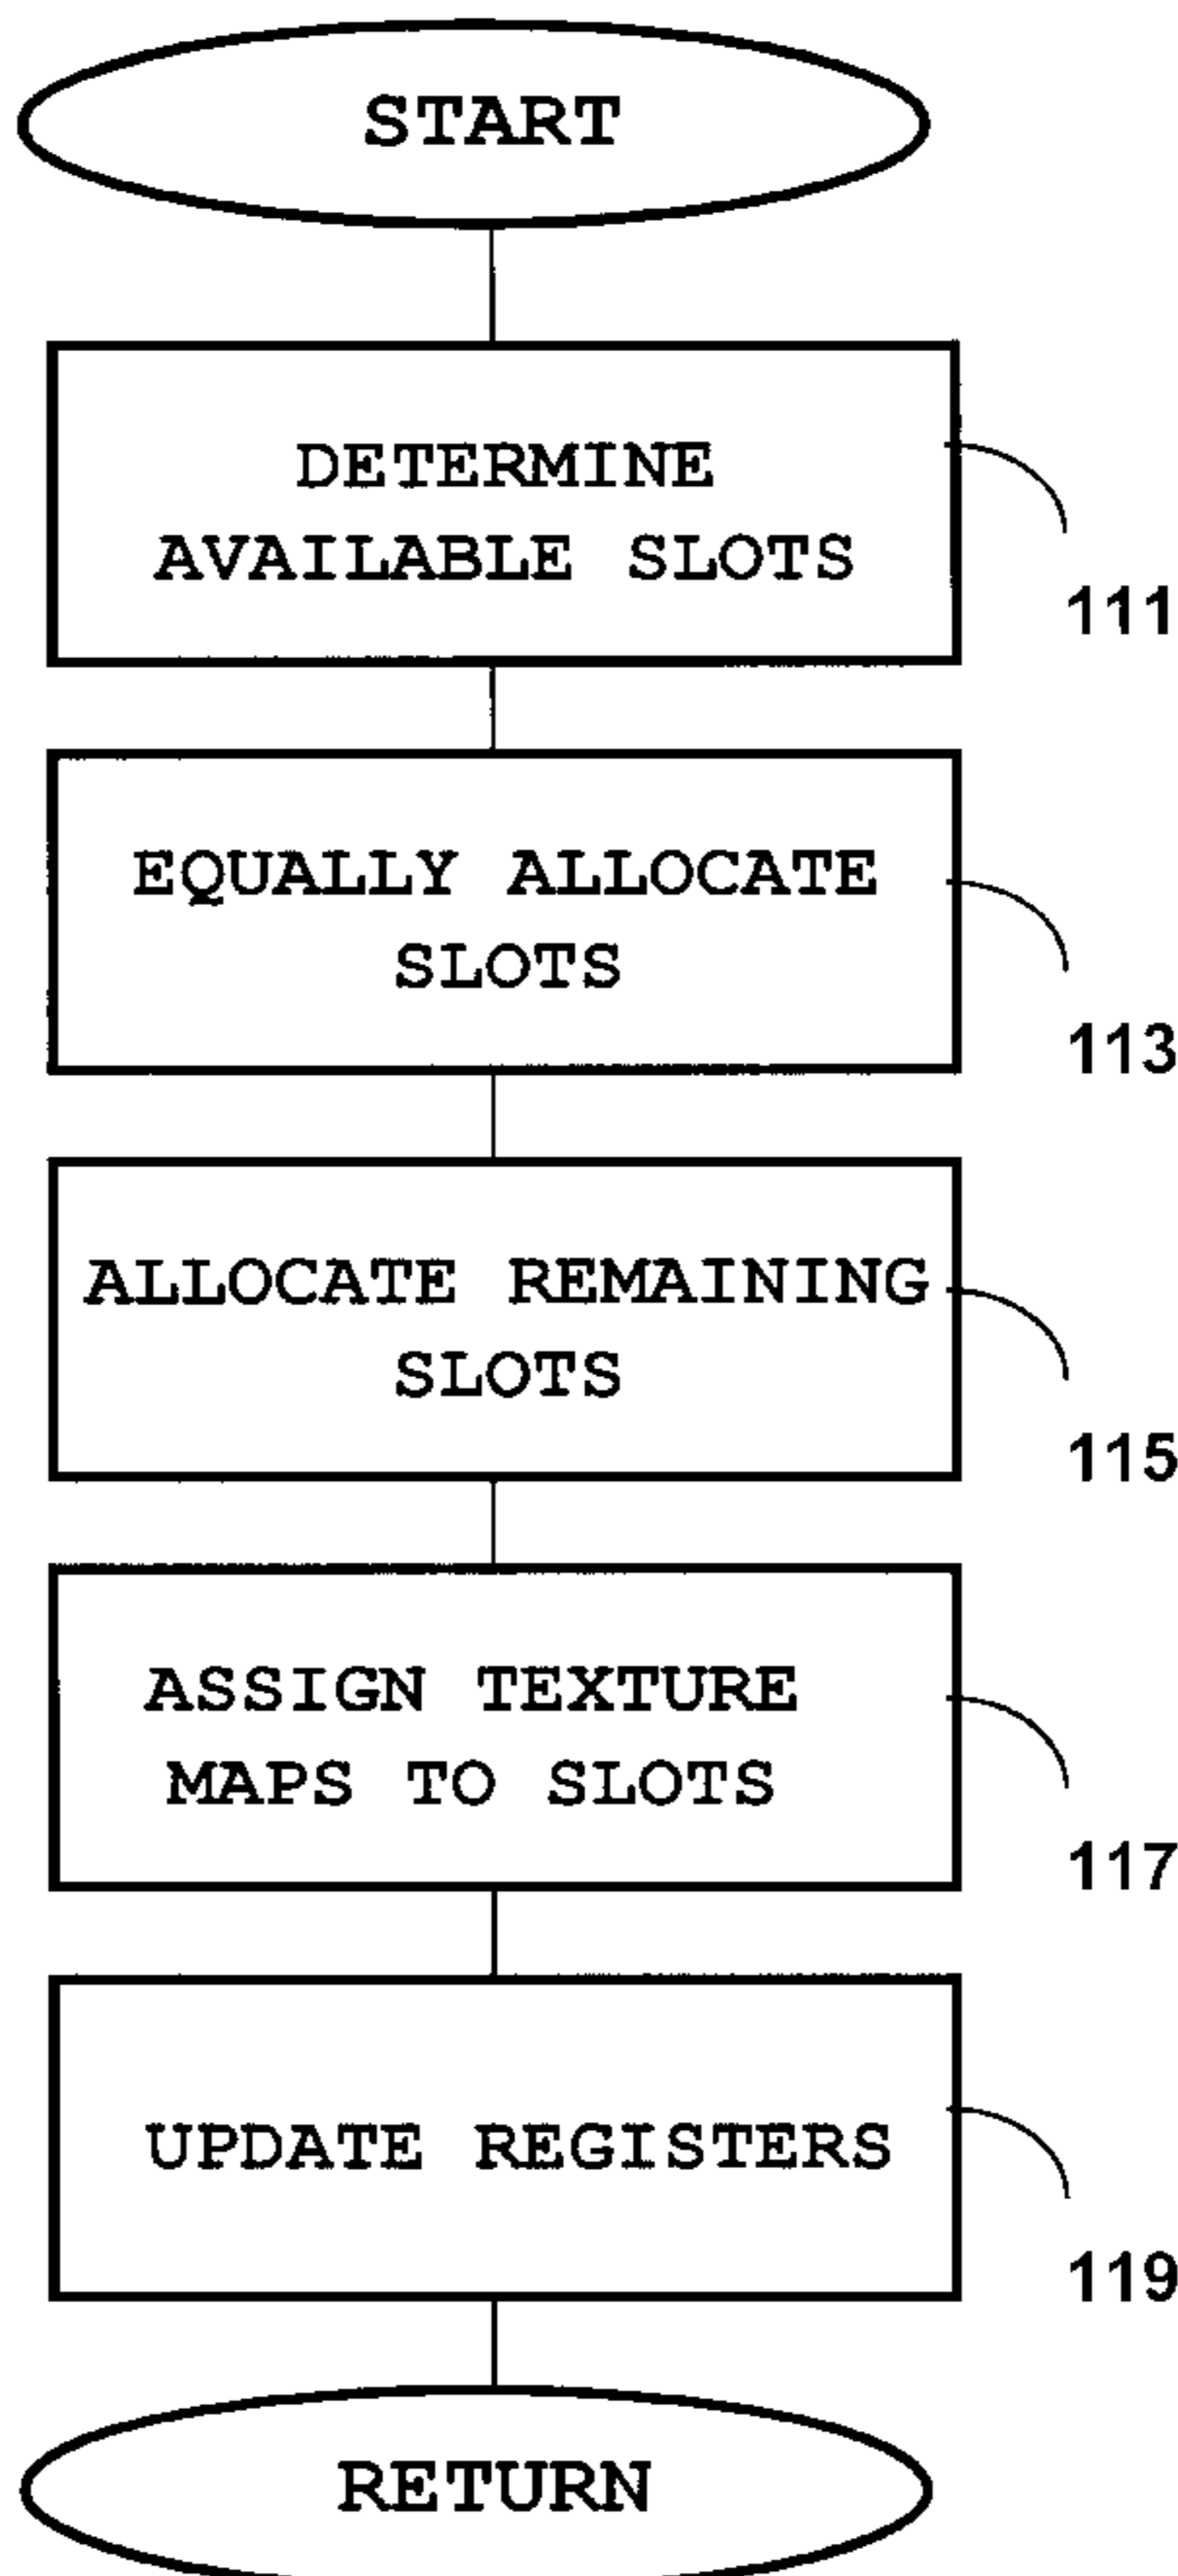 START
DETERMINE
AVAILABLE SLOTS
111
EQUALLY ALLOCATE
SLOTS
113
ALLOCATE REMAINING
SLOTS
115
ASSIGN TEXTURE
MAPS TO SLOTS
117
UPDATE REGISTERS
119
RETURN